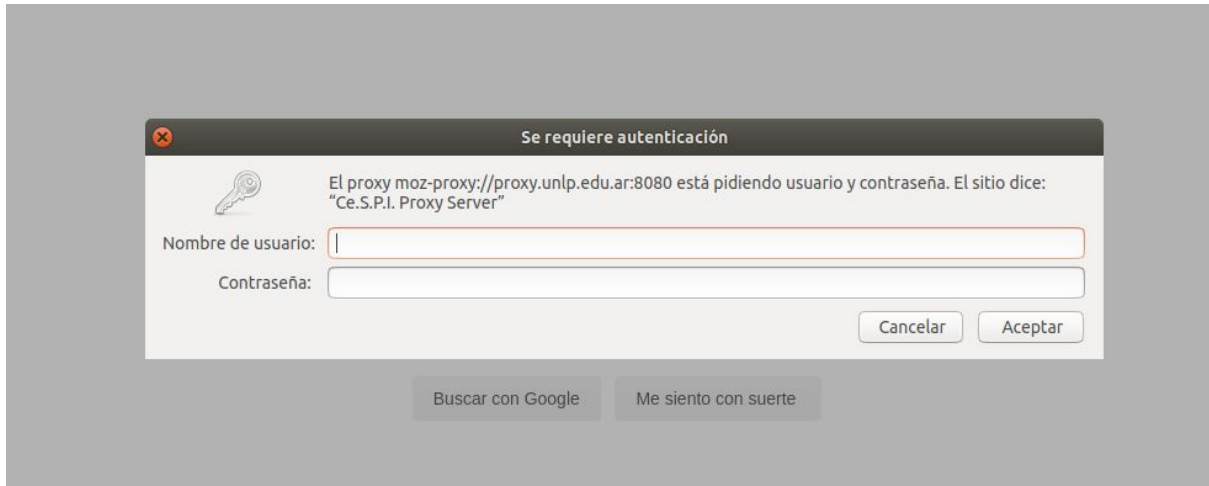 Se requiere autenticación
El proxy moz-proxy://proxy.unlp.edu.ar:8080 está pidiendo usuario y contraseña. El sitio dice:
“Ce.S.P.I. Proxy Server”
Nombre de usuario:
Contraseña:
Cancelar Aceptar
Buscar con Google Me siento con suerte